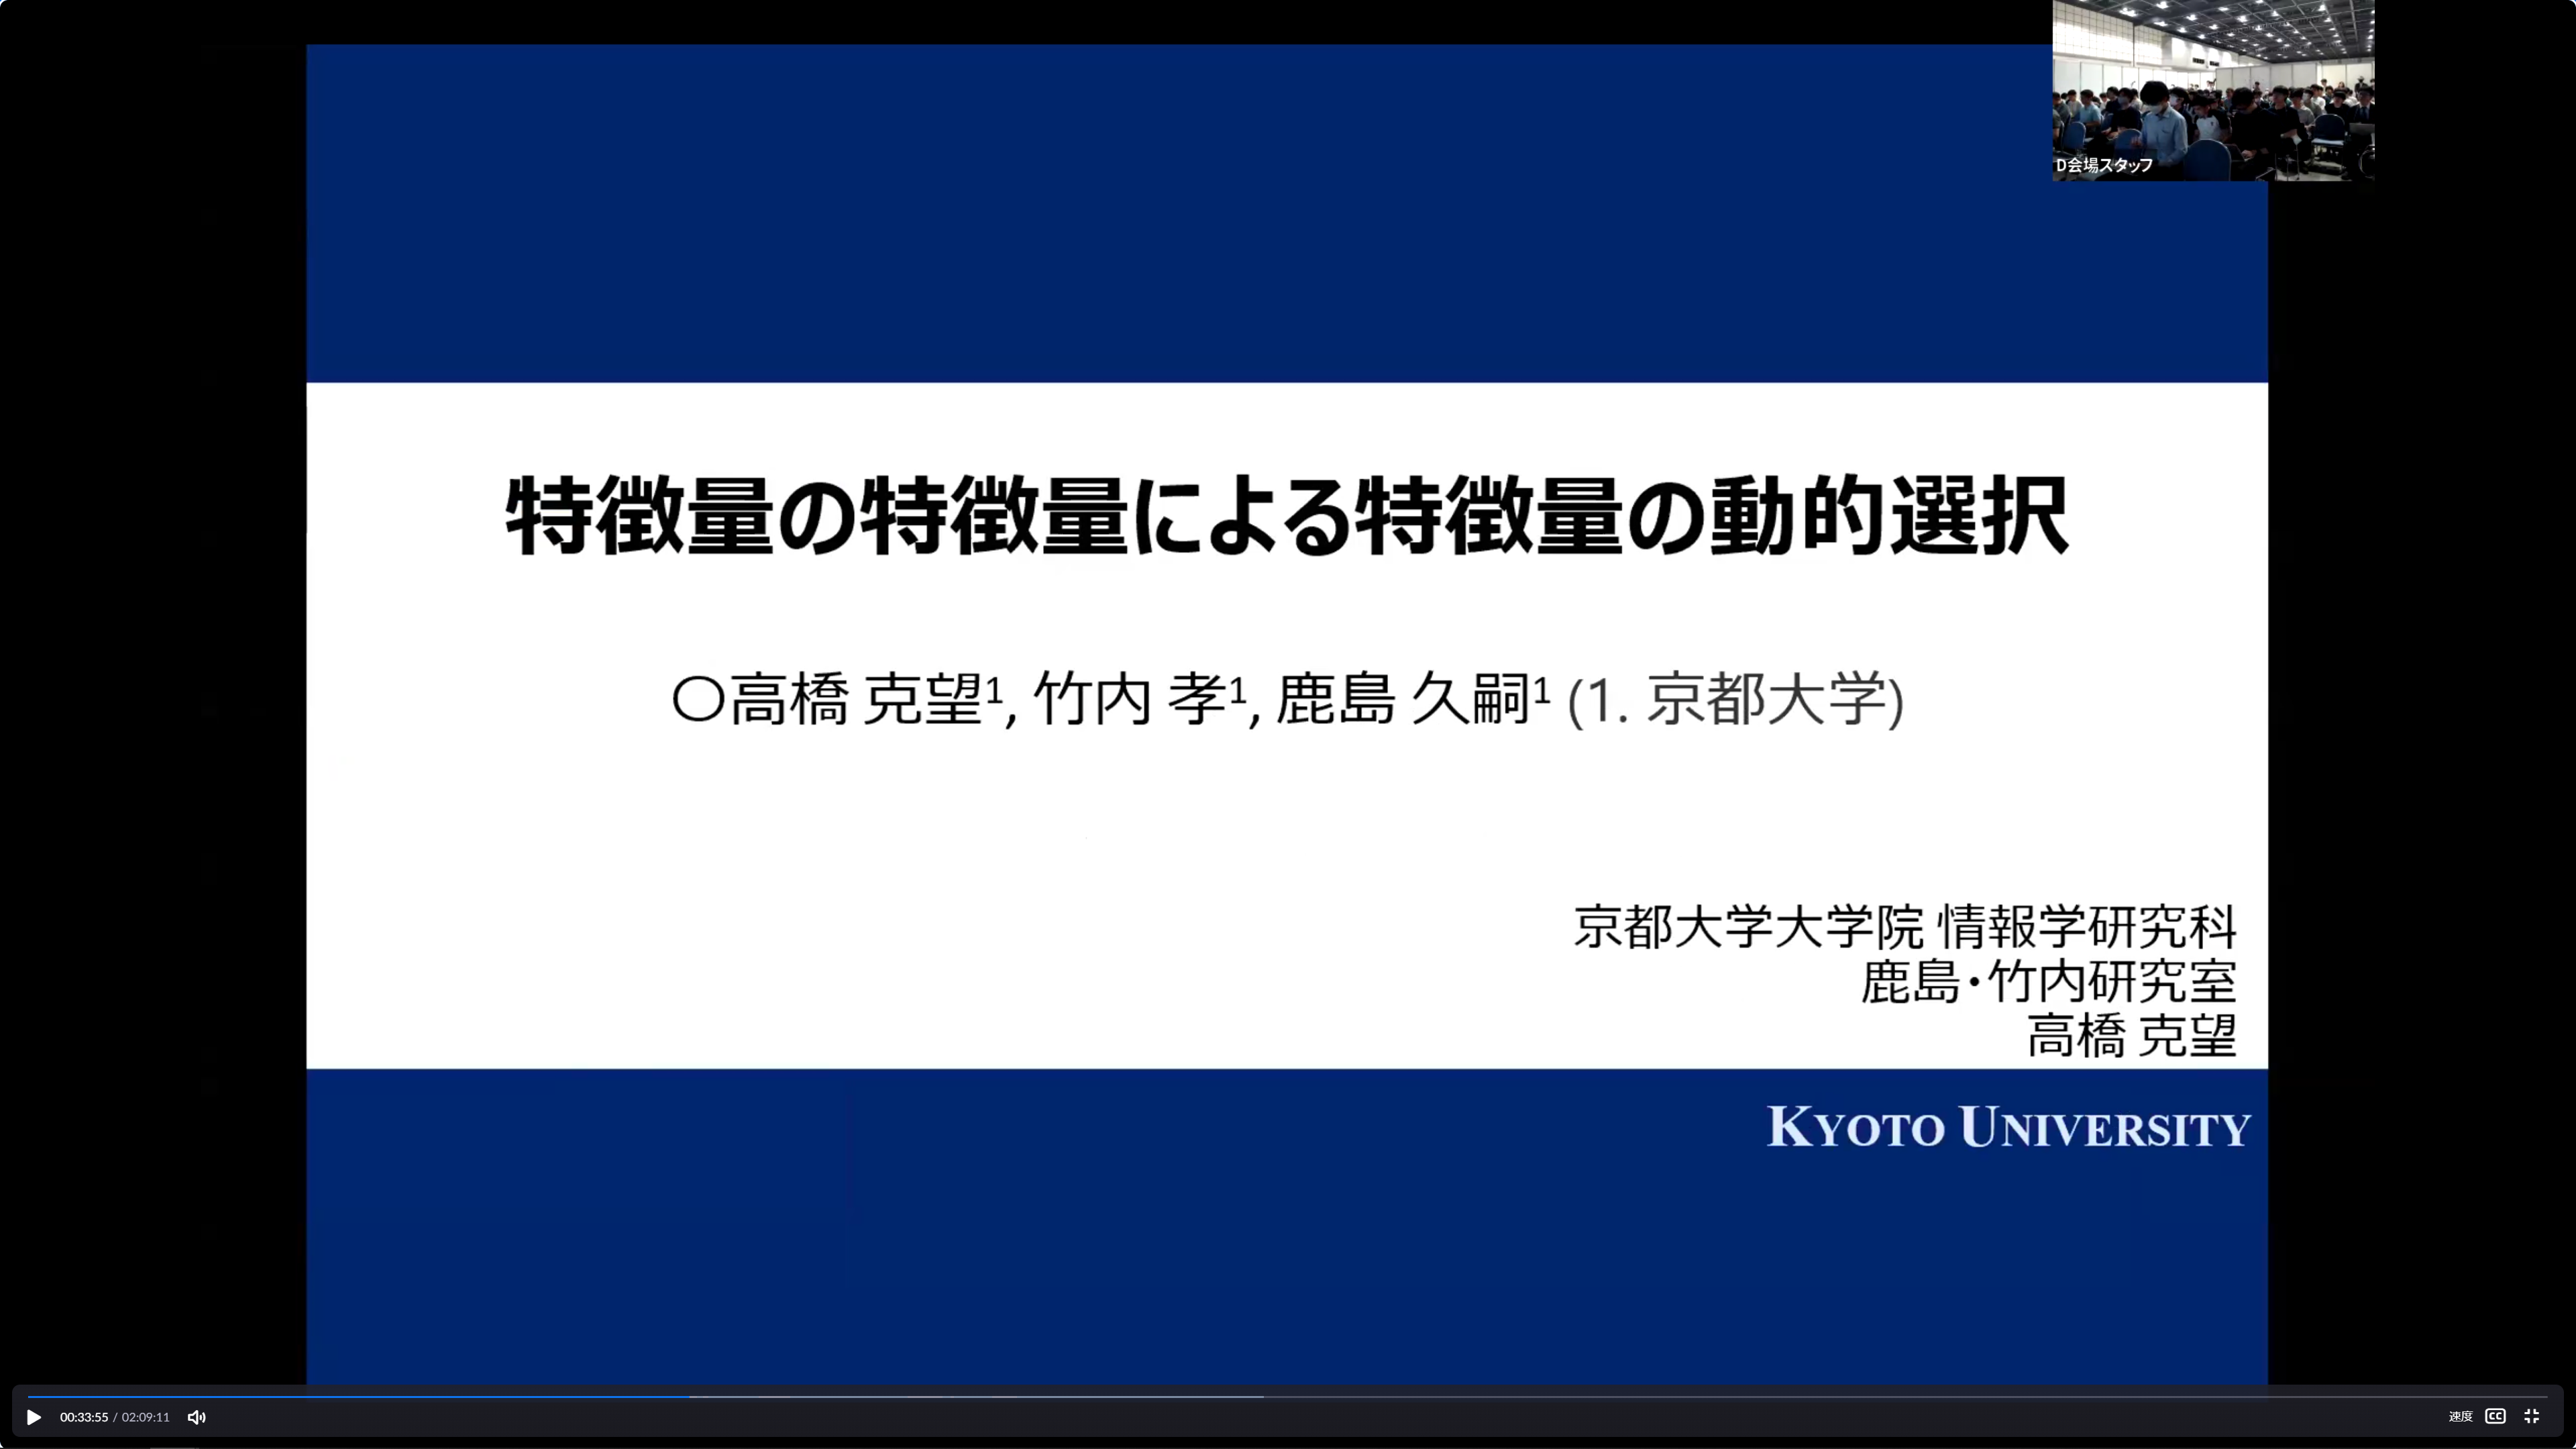 D会場スタッフ
特徴量の特徴量による特徴量の動的選択
〇高橋 克望¹, 竹内 孝¹, 鹿島 久嗣¹ (1. 京都大学)
京都大学大学院 情報学研究科
鹿島・竹内研究室
高橋 克望
KYOTO UNIVERSITY
00:33:55 / 02:09:11
速度
CC